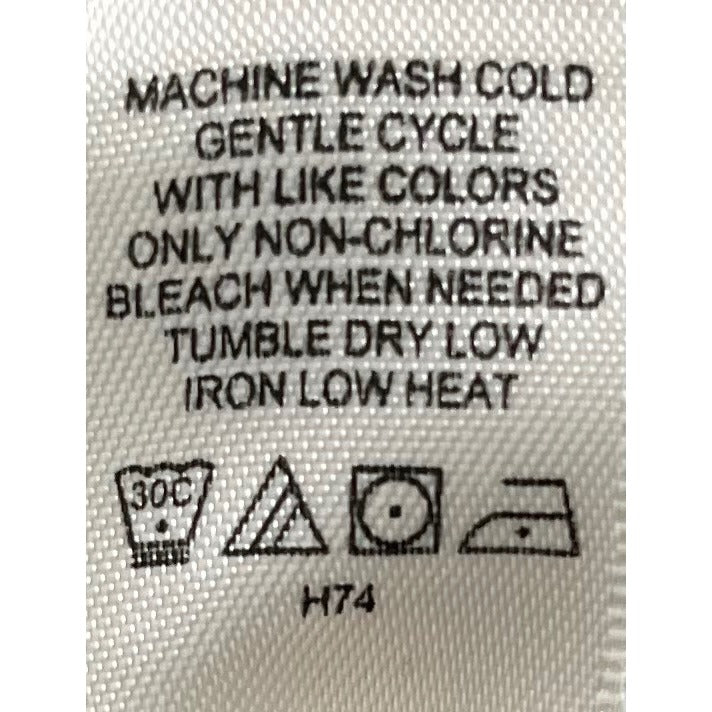 MACHINE WASH COLD
GENTLE CYCLE
WITH LIKE COLORS
ONLY NON-CHLORINE
BLEACH WHEN NEEDED
TUMBLE DRY LOW
IRON LOW HEAT
30C
H74